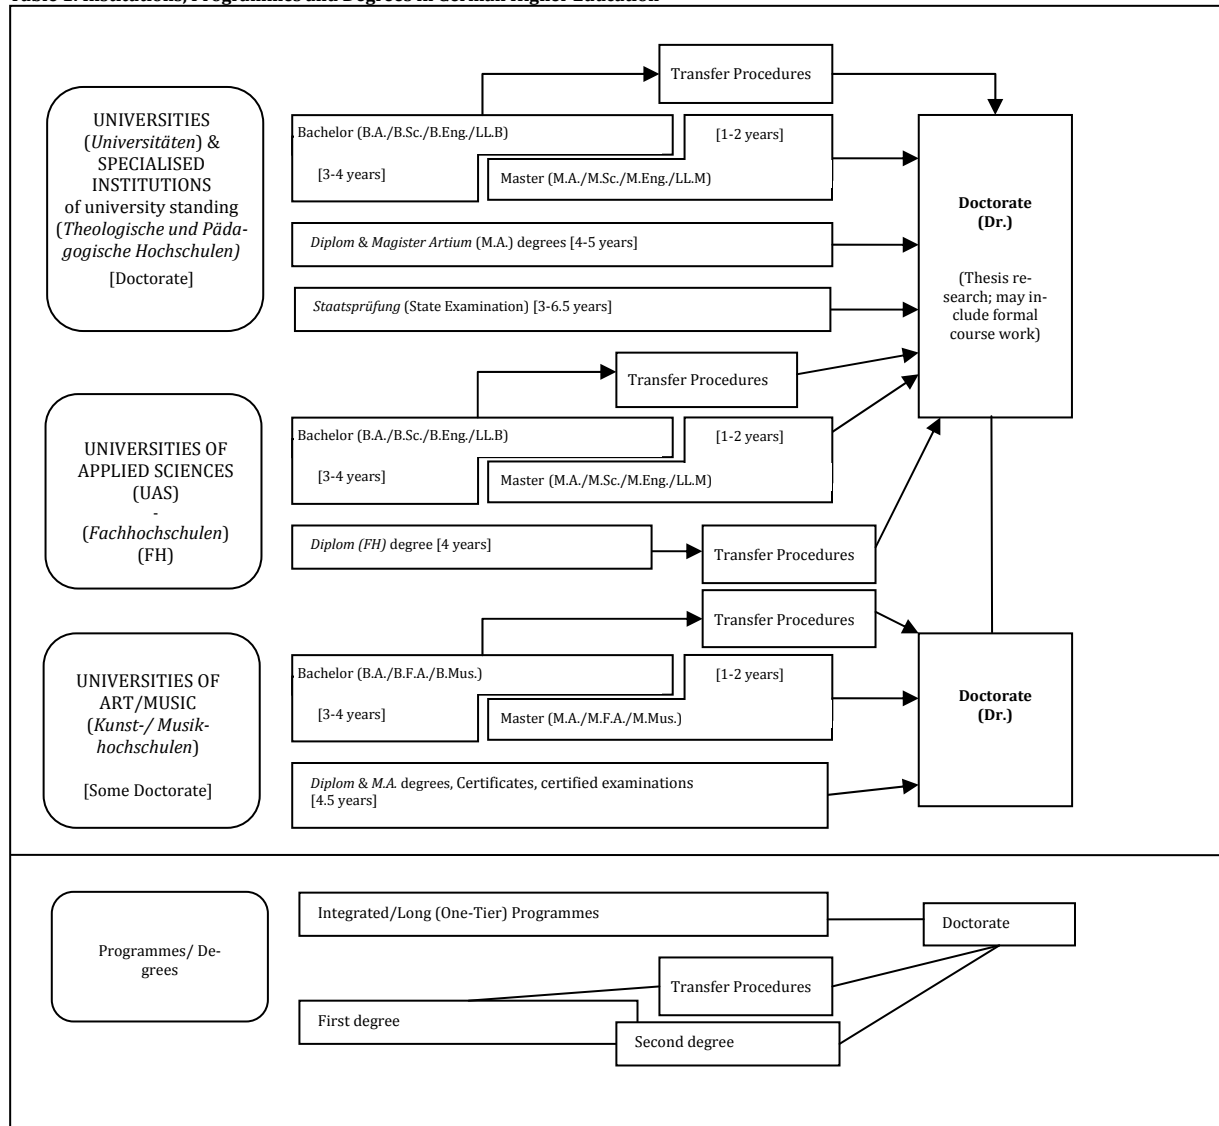 Table 1: Institutions, Programmes and Degrees in German Higher Education
Transfer Procedures
UNIVERSITIES
(Universitäten) &
SPECIALISED
INSTITUTIONS
of university standing
(Theologische und Päda-
gogische Hochschulen)
[Doctorate]
Bachelor (B.A./B.Sc./B.Eng./LL.B)
[3-4 years]
[1-2 years]
Master (M.A./M.Sc./M.Eng./LL.M)
Diplom & Magister Artium (M.A.) degrees [4-5 years]
Staatsprüfung (State Examination) [3-6.5 years]
Doctorate
(Dr.)
(Thesis re-
search; may in-
clude formal
course work)
UNIVERSITIES OF
APPLIED SCIENCES
(UAS)
-
(Fachhochschulen)
(FH)
Transfer Procedures
Bachelor (B.A./B.Sc./B.Eng./LL.B)
[3-4 years]
[1-2 years]
Master (M.A./M.Sc./M.Eng./LL.M)
Diplom (FH) degree [4 years]
Transfer Procedures
UNIVERSITIES OF
ART/MUSIC
(Kunst-/ Musik-
hochschulen)
[Some Doctorate]
Transfer Procedures
Bachelor (B.A./B.F.A./B.Mus.)
[3-4 years]
[1-2 years]
Master (M.A./M.F.A./M.Mus.)
Diplom & M.A. degrees, Certificates, certified examinations
[4.5 years]
Doctorate
(Dr.)
Programmes/ De-
grees
Integrated/Long (One-Tier) Programmes
Doctorate
Transfer Procedures
First degree
Second degree